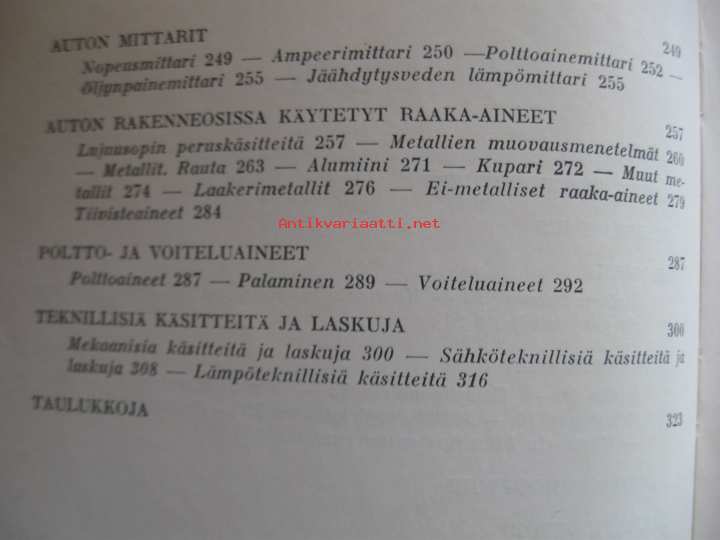 AUTON MITTARIT 249
Nopeusmittari 249 — Ampeerimittari 250 —Polttoainemittari 252 —
Öljynpainemittari 255 — Jäähdytysveden lämpömittari 255
AUTON RAKENNEOSISSA KÄYTETYT RAAKA-AINEET 257
Lujuusopin peruskäsitteitä 257 — Metallien muovausmenetelmät 260
— Metallit. Rauta 263 — Alumiini 271 — Kupari 272 — Muut me-
tallit 274 — Laakerimetallit 276 — Ei-metalliset raaka-aineet 279
Tiivisteaineet 284
Antikvariaatti.net
POLTTO- JA VOITELUAINEET 287
Polttoaineet 287 — Palaminen 289 — Voiteluaineet 292
TEKNILLISIÄ KÄSITTEITÄ JA LASKUJA 300
Mekaanisia käsitteitä ja laskuja 300 — Sähköteknillisiä käsitteitä ja
laskuja 308 — Lämpöteknillisiä käsitteitä 316
TAULUKKOJA 323